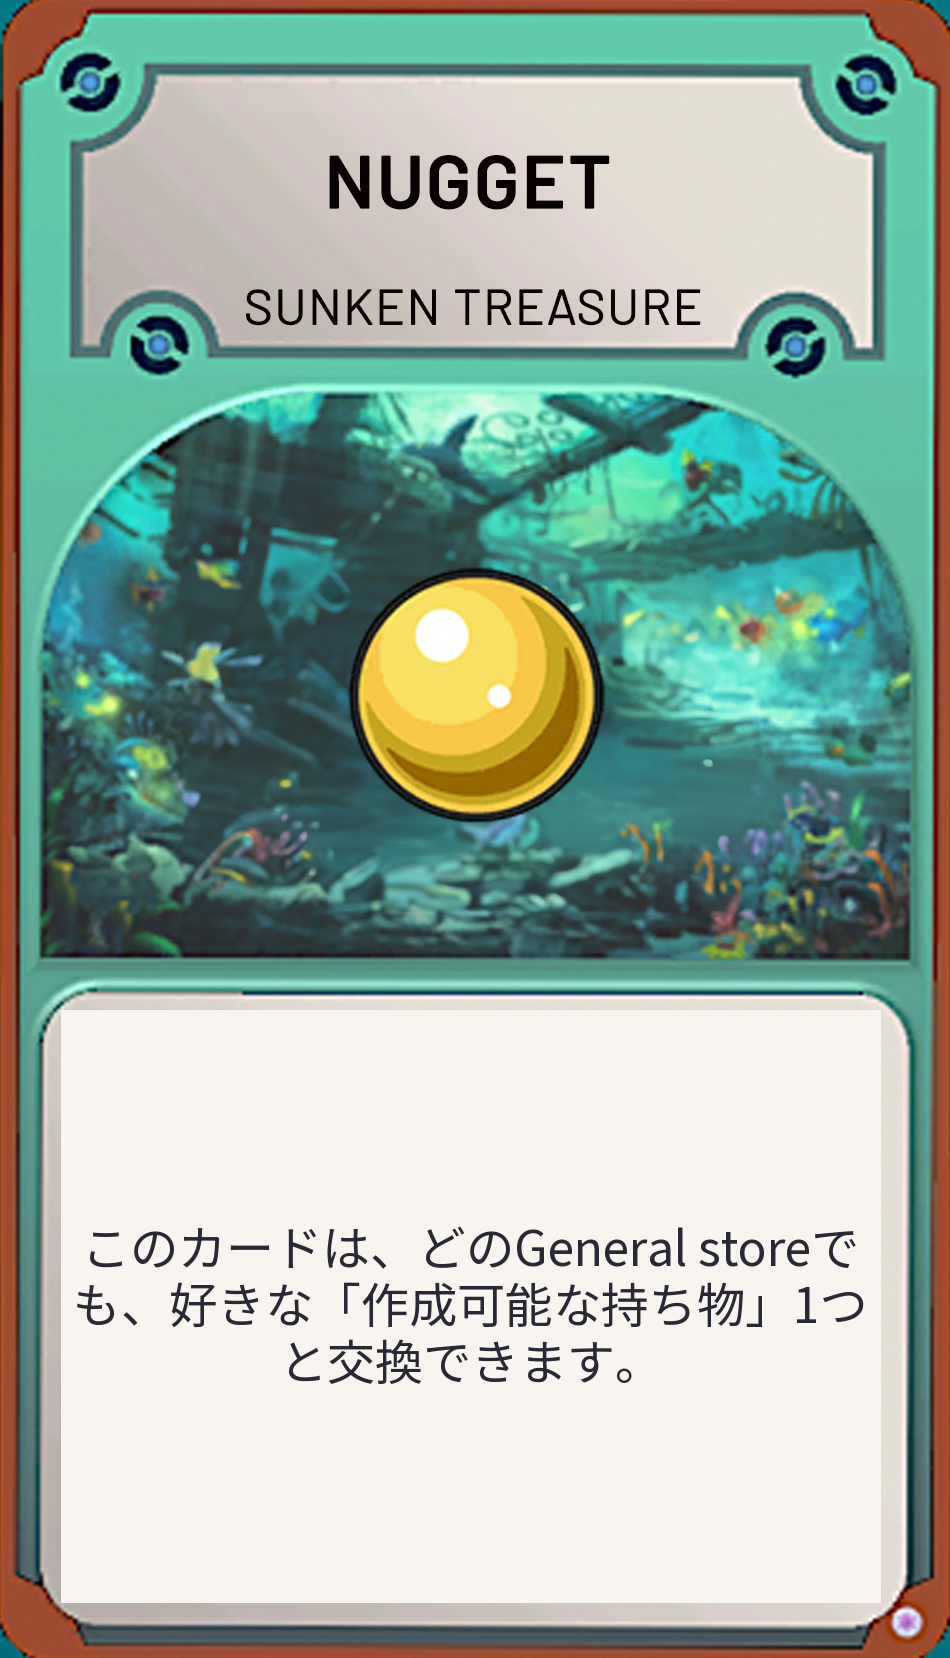 NUGGET
SUNKEN TREASURE
このカードは、どのGeneral storeで
も、好きな「作成可能な持ち物」1つ
と交換できます。